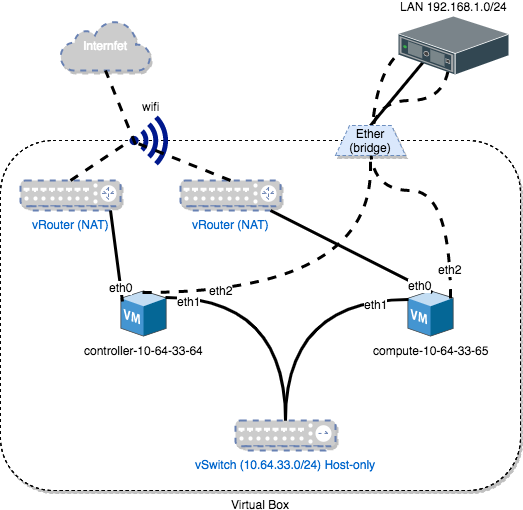 LAN 192.168.1.0/24
Internfet
wifi
Ether
(bridge)
vRouter (NAT)
vRouter (NAT)
eth2
eth0
eth2
eth1
eth0
eth1
VM
VM
controller-10-64-33-64
compute-10-64-33-65
vSwitch (10.64.33.0/24) Host-only
Virtual Box